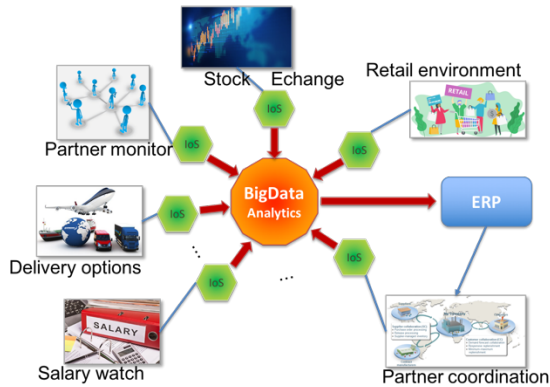 Stock Echange
Retail environment
RETAIL
IoS
IoS
IoS
Partner monitor
BigData
Analytics
ERP
IoS
Delivery options
...
...
IoS
IoS
SALARY
Salary watch
Partner coordination